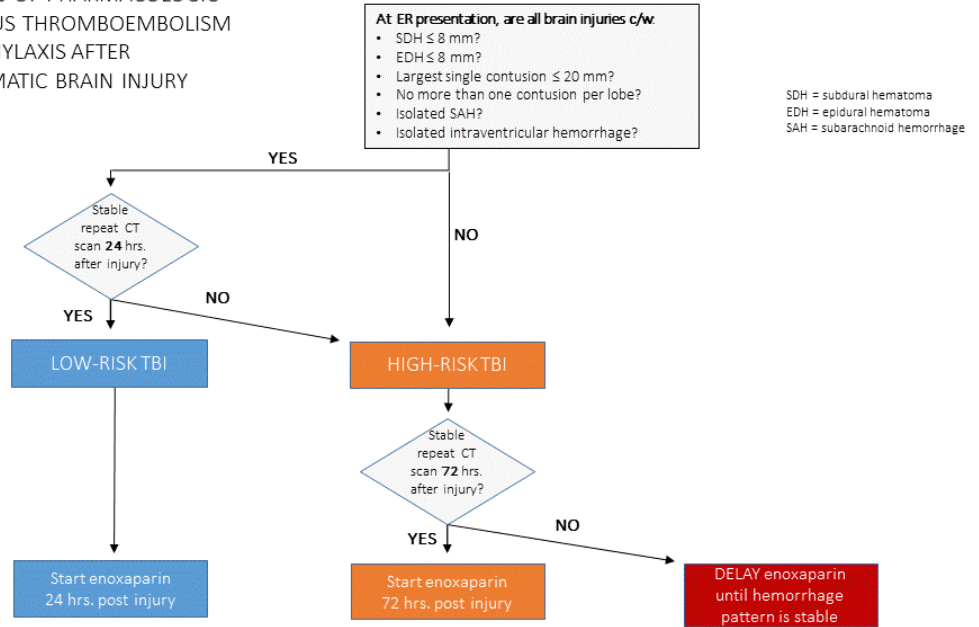 US THROMBOEMBOLISM
AFTER
BRAIN INJURY
At ER presentation, are all brain injuries c/w:
• SDH ≤ 8 mm?
• EDH ≤ 8 mm?
• Largest single contusion ≤ 20 mm?
• No more than one contusion per lobe?
• Isolated SAH?
• Isolated intraventricular hemorrhage?
SDH = subdural hematoma
EDH = epidural hematoma
SAH = subarachnoid hemorrhage
YES
NO
Stable
repeat CT
scan 24 hrs.
after injury?
YES
NO
LOW-RISK TBI
HIGH-RISK TBI
Stable
repeat CT
scan 72 hrs.
after injury?
YES
NO
Start enoxaparin
24 hrs. post injury
Start enoxaparin
72 hrs. post injury
DELAY enoxaparin
until hemorrhage
pattern is stable